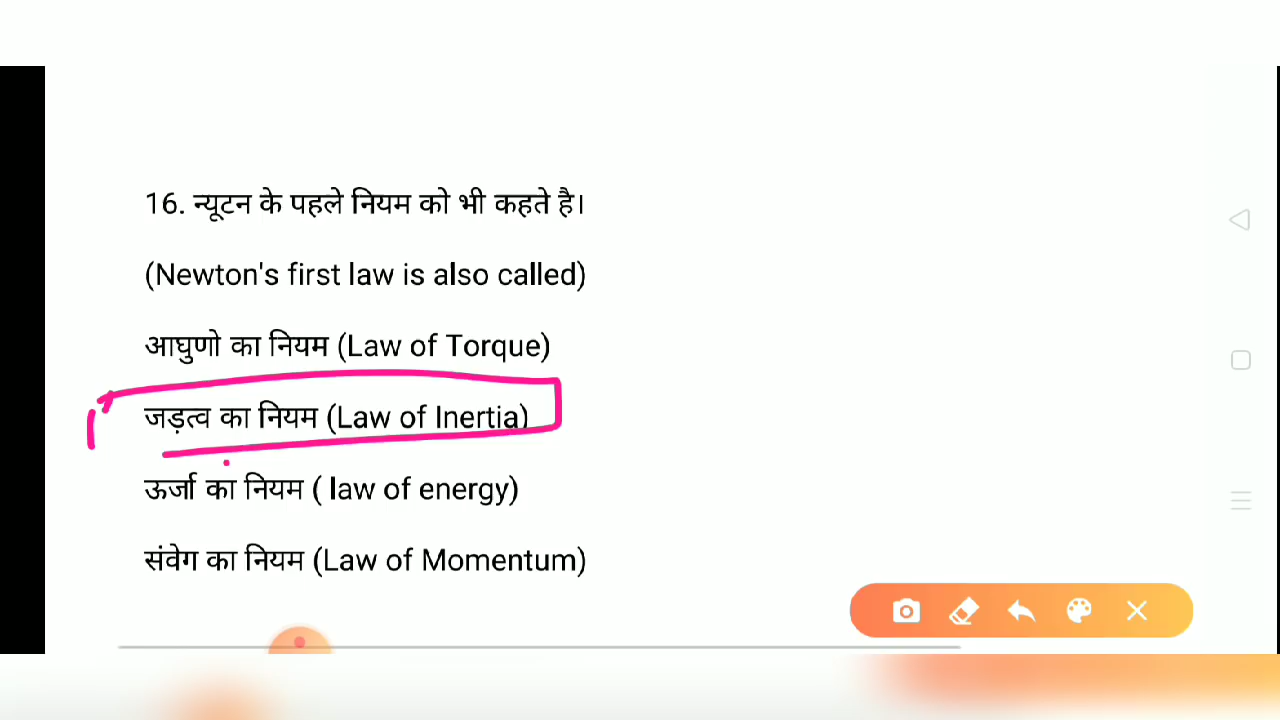 16. न्यूटन के पहले नियम को भी कहते है।
(Newton's first law is also called)
आघुणो का नियम (Law of Torque)
जड़त्व का नियम (Law of Inertia)
ऊर्जा का नियम ( law of energy)
संवेग का नियम (Law of Momentum)